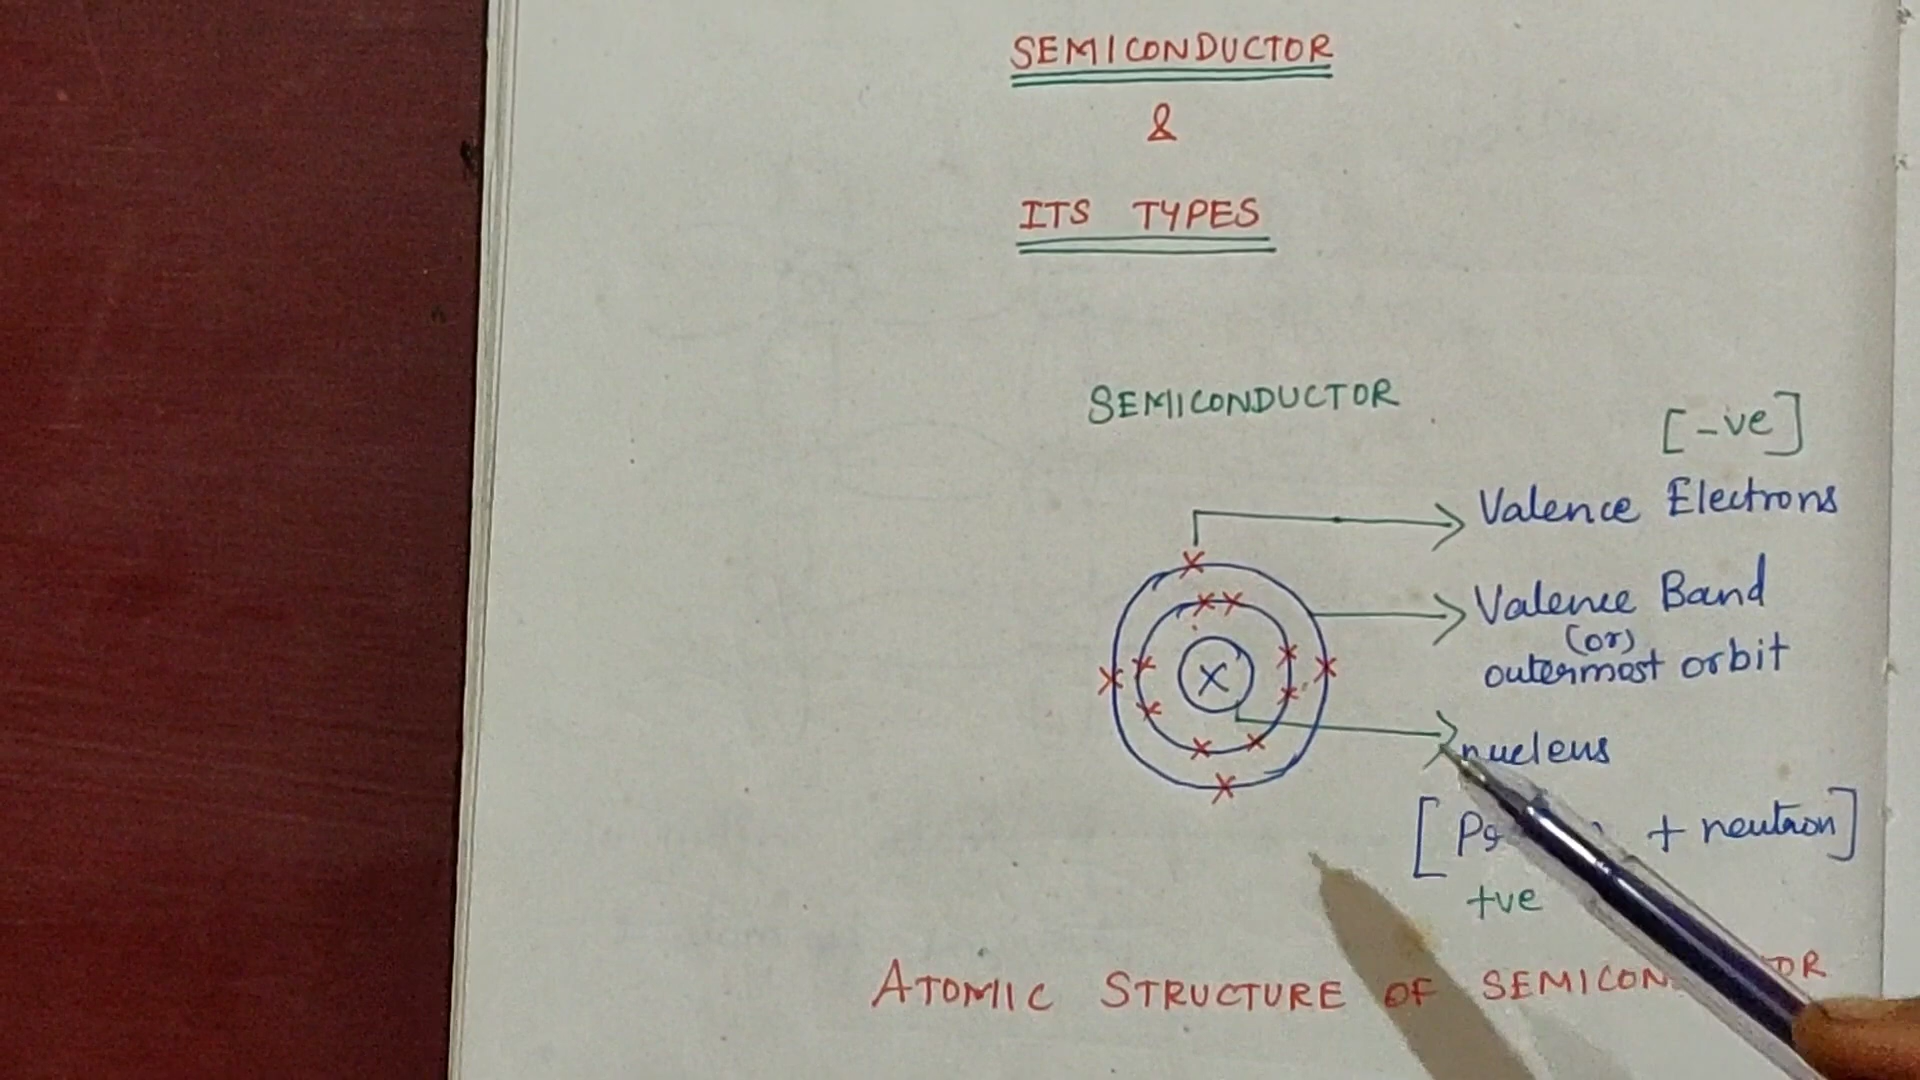 SEMICONDUCTOR
&
ITS TYPES
SEMICONDUCTOR
[-ve]
Valence Electrons
Valence Band
(or)
outermost orbit
nucleus
[ + neutron]
+ve
ATOMIC STRUCTURE OF